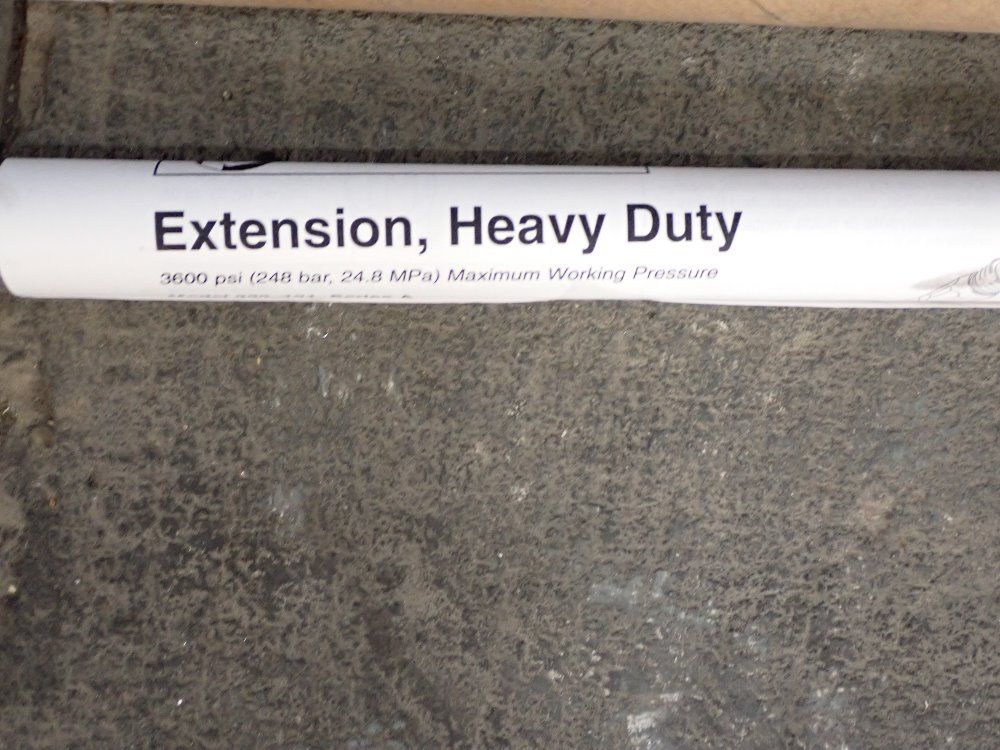 Extension, Heavy Duty
3600 psi (248 bar, 24.8 MPa) Maximum Working Pressure